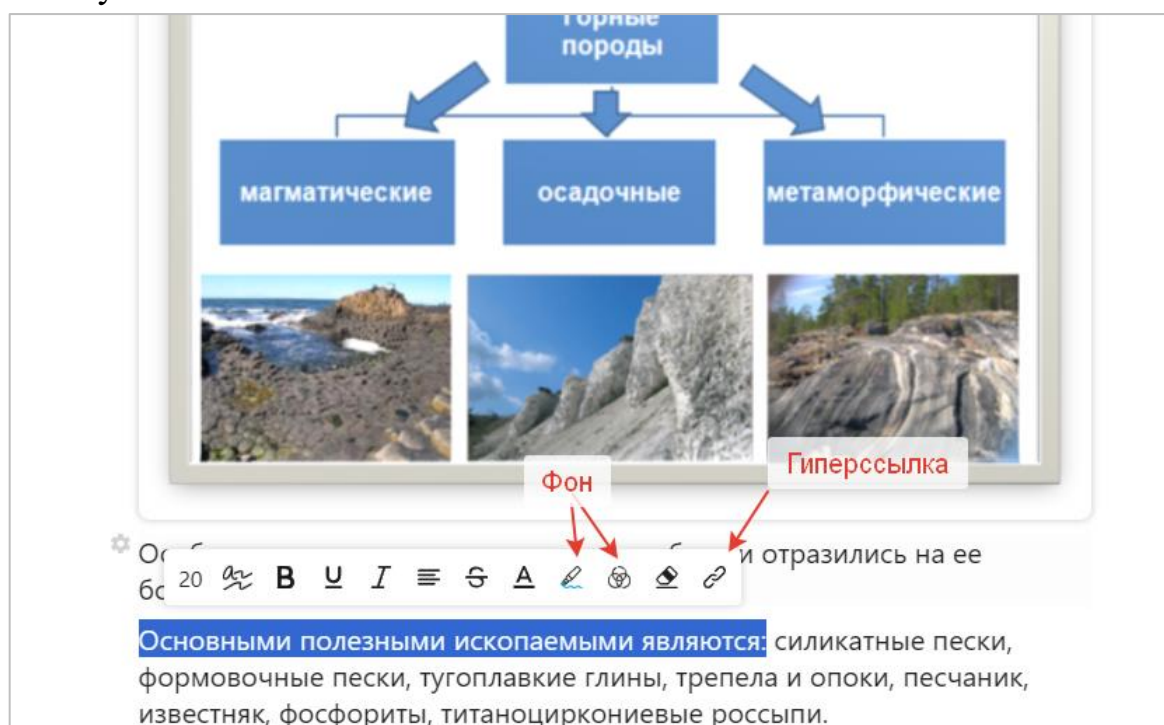 горные
породы
магматические осадочные метаморфические
Фон
Гиперссылка
и отразились на ее
20 B U I A
Основными полезными ископаемыми являются: силикатные пески,
формовочные пески, тугоплавкие глины, трепела и опоки, песчаник,
известняк, фосфориты, титаноциркониевые россыпи.